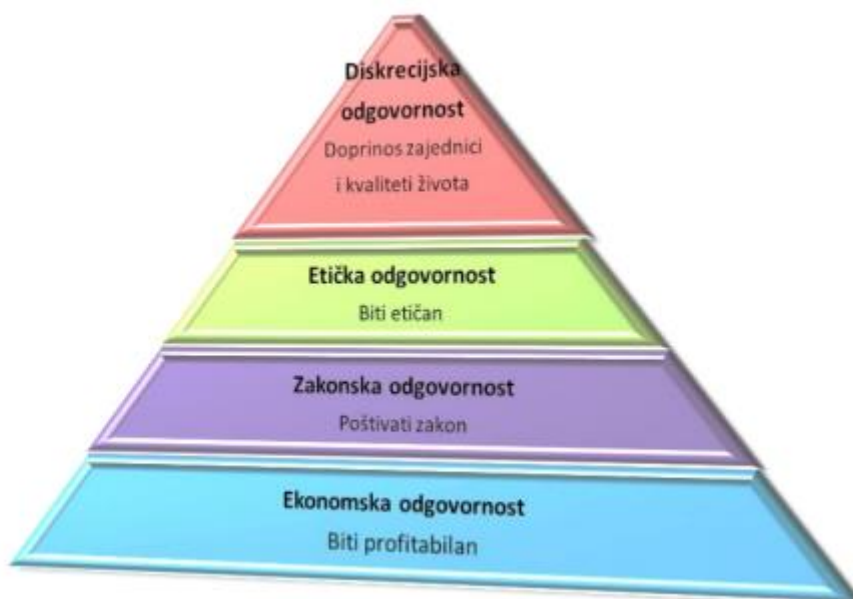 Diskrecijska
odgovornost
Doprinos zajednici
i kvaliteti života
Etička odgovornost
Biti etičan
Zakonska odgovornost
Poštivati zakon
Ekonomska odgovornost
Biti profitabilan